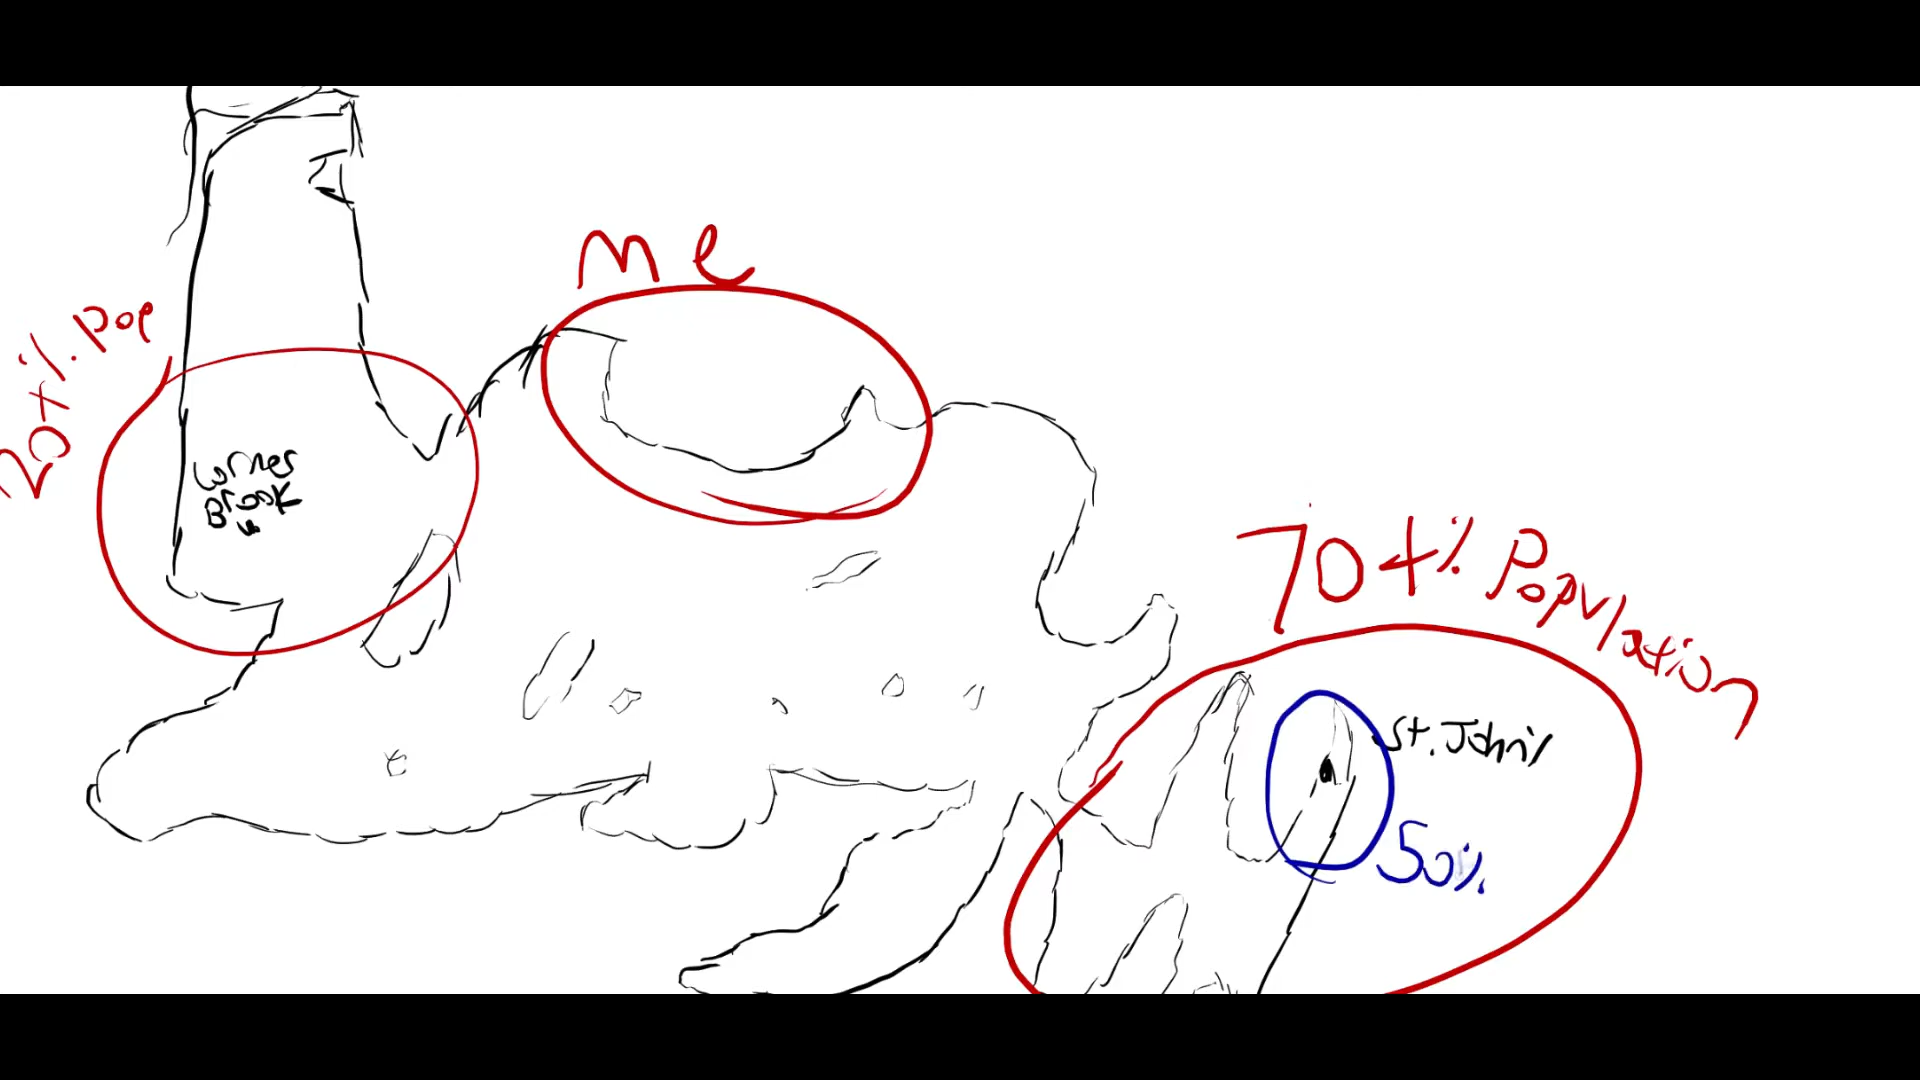 Me
20+%. Pop
Corner
Brook
70+% Population
St. John's
50%